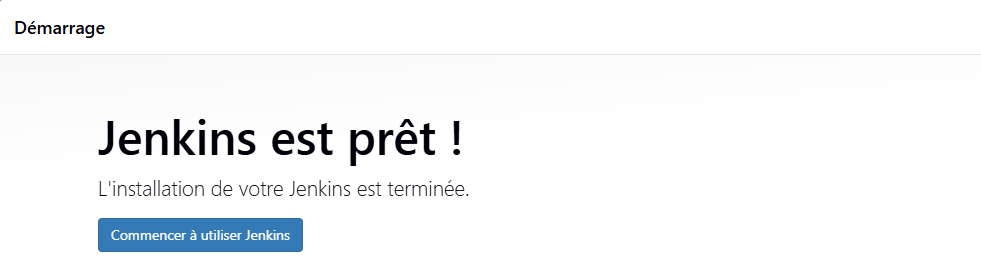 Démarrage
Jenkins est prêt !
L'installation de votre Jenkins est terminée.
Commencer à utiliser Jenkins